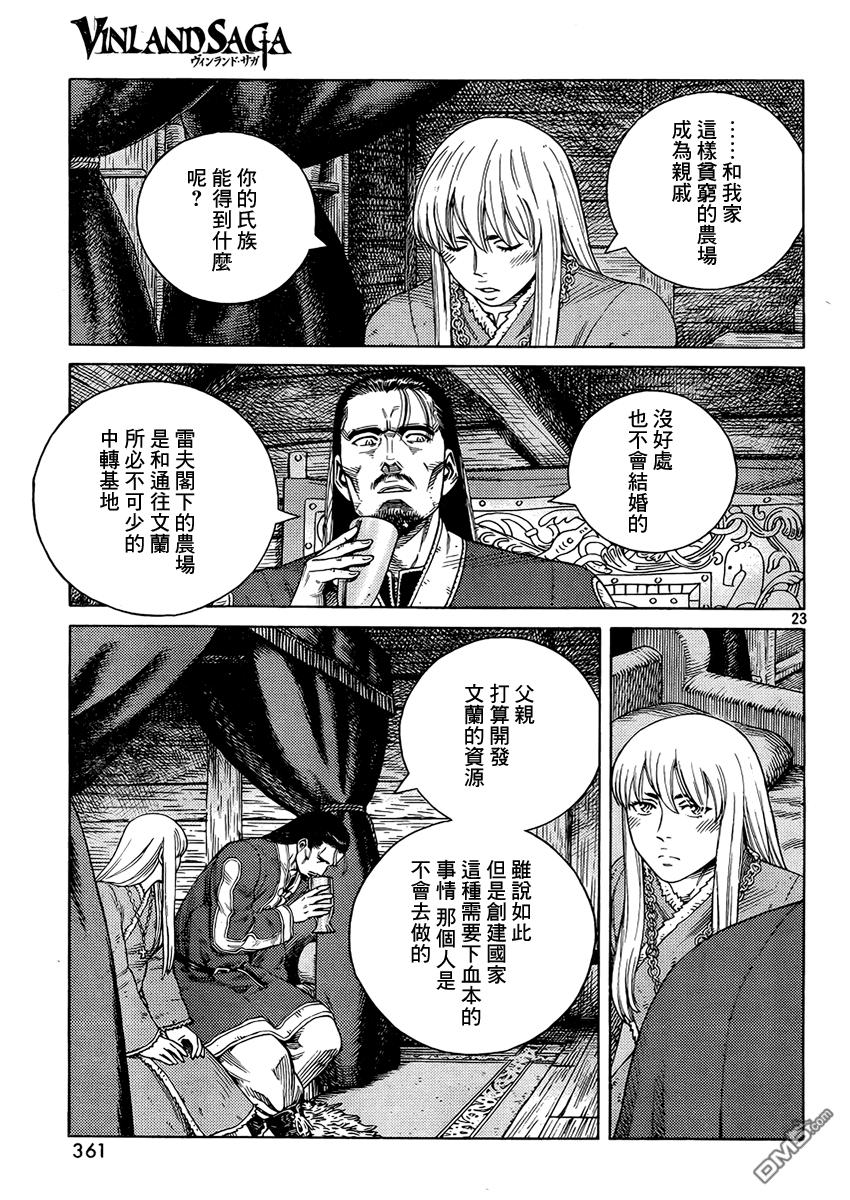 VINLAND SAGA
ヴィンランド・サガ
……和我家
這樣貧窮的農場
成為親戚
你的氏族
能得到什麼
呢？
沒好處
也不會結婚的
雷夫閣下的農場
是和通往文蘭
所必不可少的
中轉基地
23
父親
打算開發
文蘭的資源
雖說如此
但是創建國家
這種需要下血本的
事情 那個人是
不會去做的
361
DM5.com